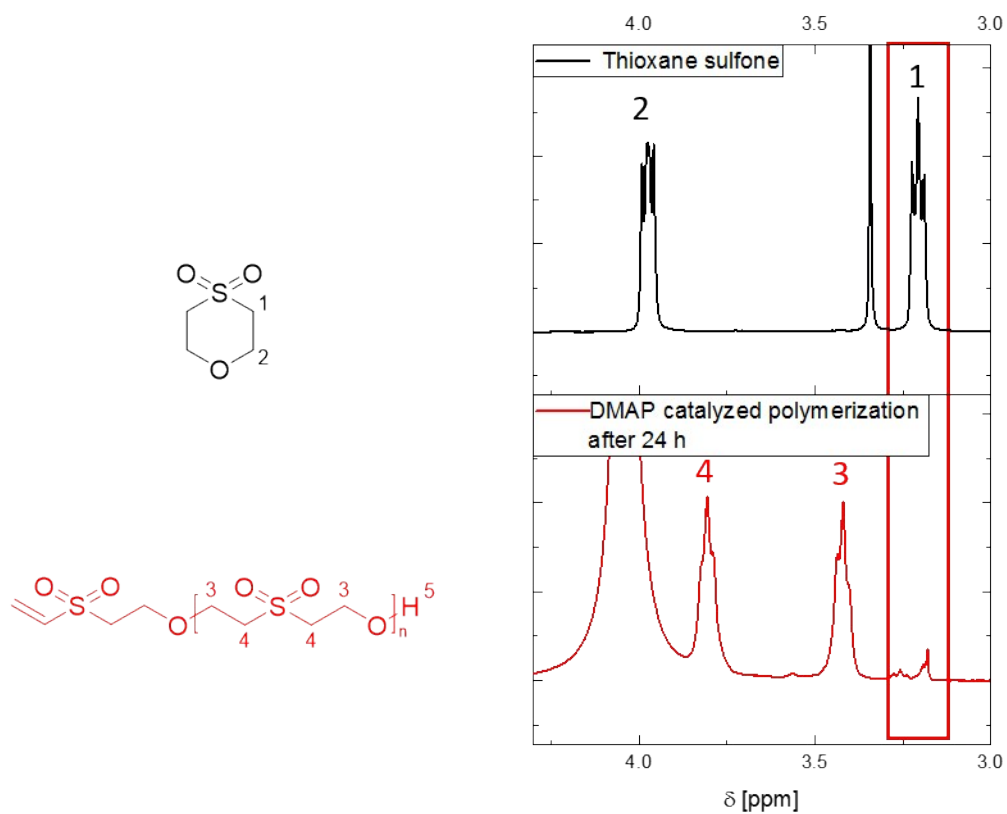 4.0 3.5 3.0
Thioxane sulfone
1
2
O O
S
1
2
O
DMAP catalyzed polymerization
after 24 h
4
3
O O 3 O O 3
S S H 5
O O n
4 4
4.0 3.5 3.0
δ [ppm]